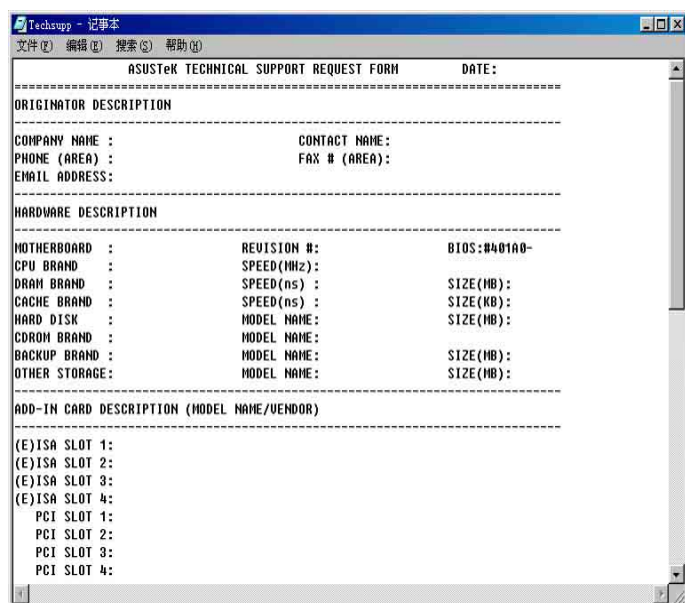 Techsupp - 记事本
文件(F) 编辑(E) 搜索(S) 帮助(H)
ASUSTeK TECHNICAL SUPPORT REQUEST FORM DATE:
================================================================================
ORIGINATOR DESCRIPTION
--------------------------------------------------------------------------------
COMPANY NAME : CONTACT NAME:
PHONE (AREA) : FAX # (AREA):
EMAIL ADDRESS:
--------------------------------------------------------------------------------
HARDWARE DESCRIPTION
--------------------------------------------------------------------------------
MOTHERBOARD : REVISION #: BIOS:#401A0-
CPU BRAND : SPEED(MHz):
DRAM BRAND : SPEED(ns) : SIZE(MB):
CACHE BRAND : SPEED(ns) : SIZE(KB):
HARD DISK : MODEL NAME: SIZE(MB):
CDROM BRAND : MODEL NAME:
BACKUP BRAND : MODEL NAME: SIZE(MB):
OTHER STORAGE: MODEL NAME: SIZE(MB):
--------------------------------------------------------------------------------
ADD-IN CARD DESCRIPTION (MODEL NAME/VENDOR)
--------------------------------------------------------------------------------
(E)ISA SLOT 1:
(E)ISA SLOT 2:
(E)ISA SLOT 3:
(E)ISA SLOT 4:
PCI SLOT 1:
PCI SLOT 2:
PCI SLOT 3:
PCI SLOT 4: